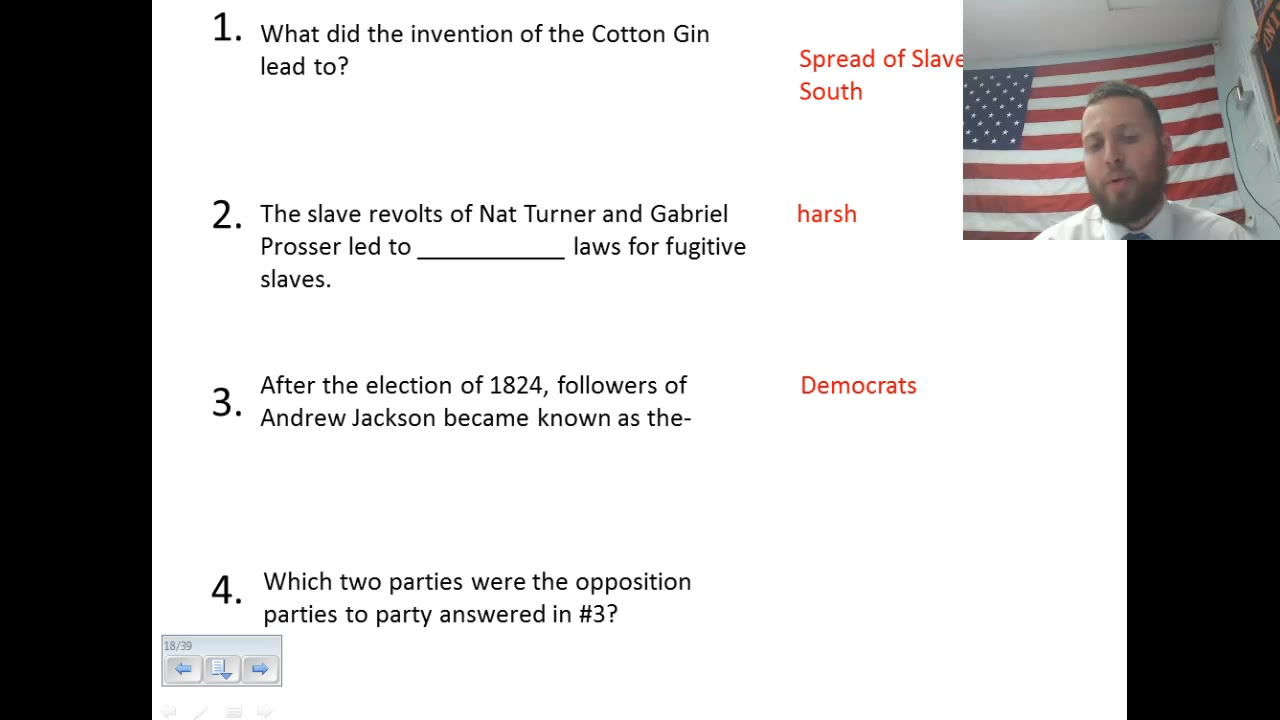 1. What did the invention of the Cotton Gin
lead to?
Spread of Slave
South
2. The slave revolts of Nat Turner and Gabriel
Prosser led to ___________ laws for fugitive
slaves.
harsh
3. After the election of 1824, followers of
Andrew Jackson became known as the-
Democrats
4. Which two parties were the opposition
parties to party answered in #3?
18/39